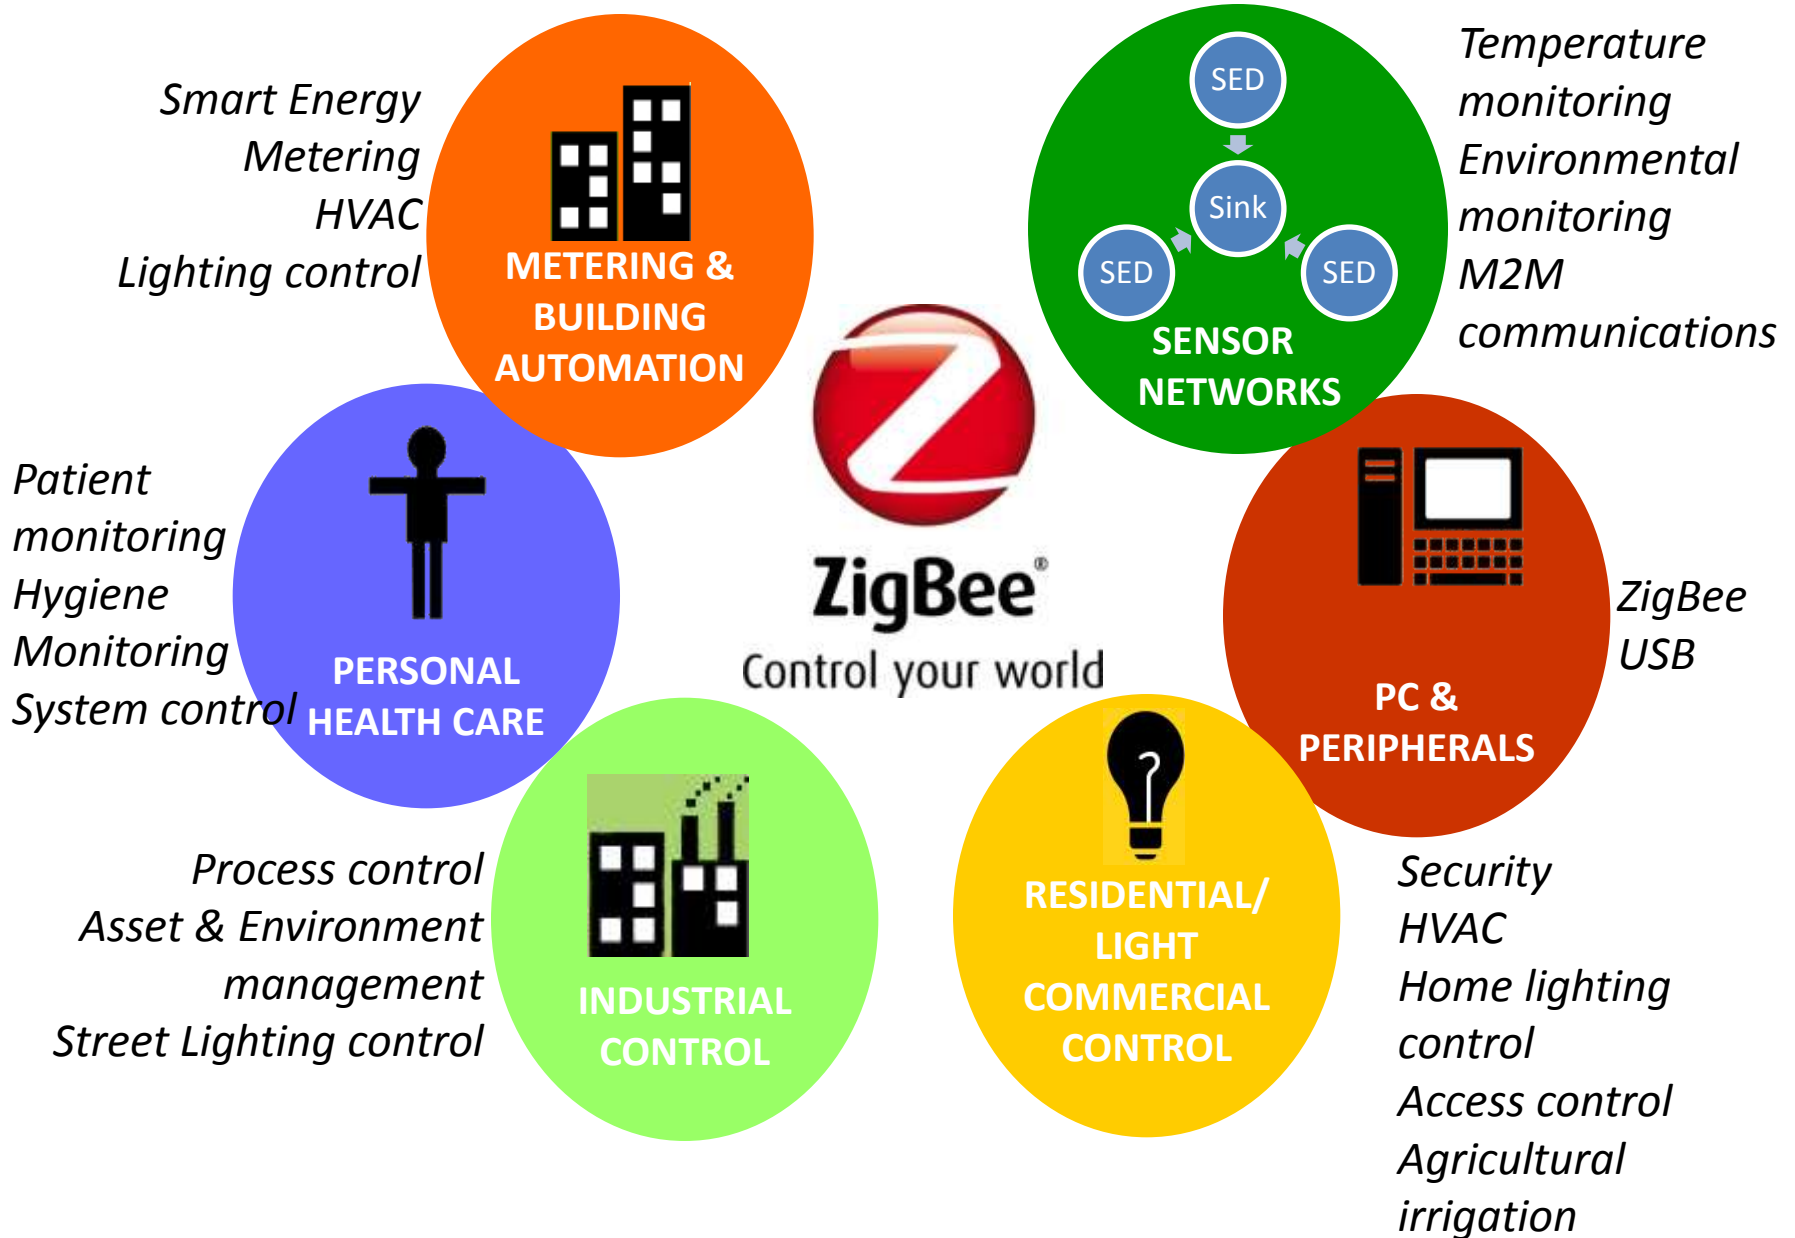 Smart Energy
Metering
HVAC
Lighting control
METERING &
BUILDING
AUTOMATION
SED
Sink
SED
SED
SENSOR
NETWORKS
Temperature
monitoring
Environmental
monitoring
M2M
communications
Patient
monitoring
Hygiene
Monitoring
System control
PERSONAL
HEALTH CARE
ZigBee®
Control your world
PC &
PERIPHERALS
ZigBee
USB
Process control
Asset & Environment
management
Street Lighting control
INDUSTRIAL
CONTROL
RESIDENTIAL/
LIGHT
COMMERCIAL
CONTROL
Security
HVAC
Home lighting
control
Access control
Agricultural
irrigation